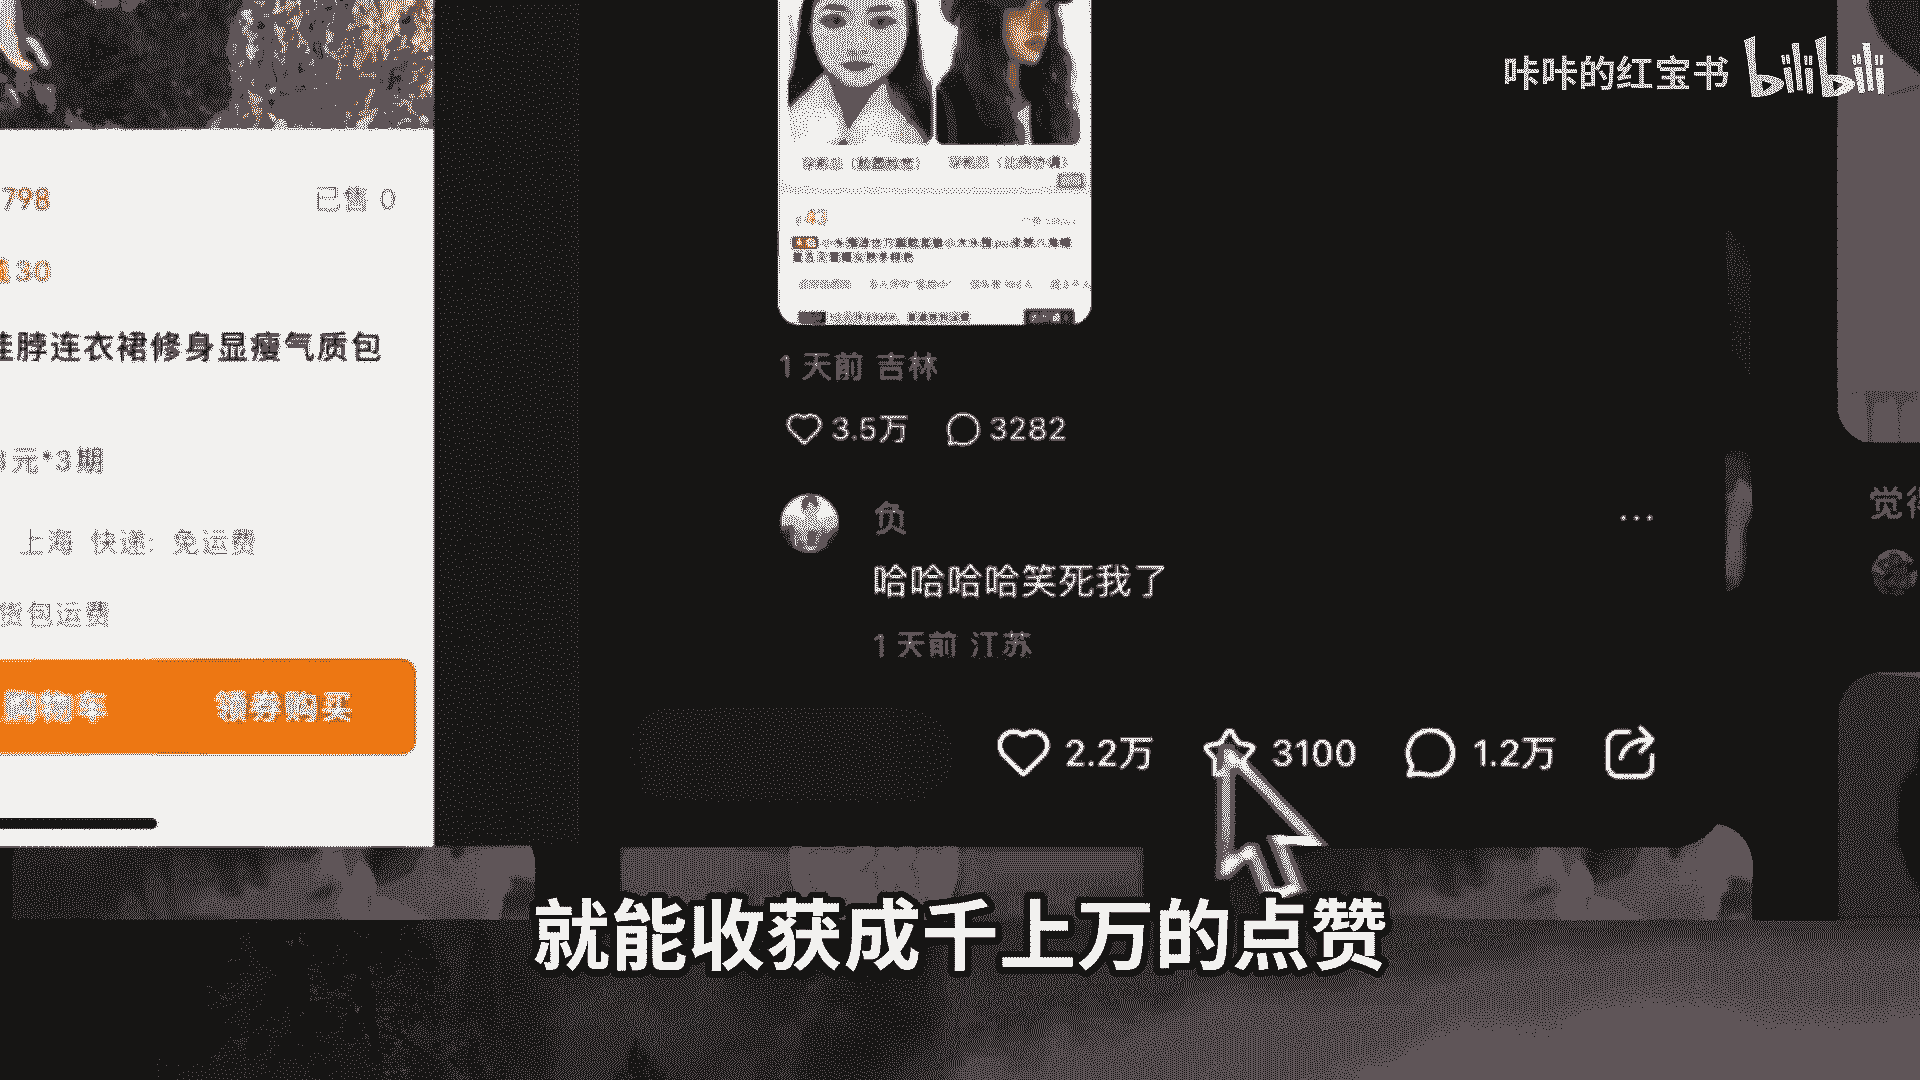 咔咔的红宝书 bilibili
798
已售 0
30
挂脖连衣裙修身显瘦气质包
元*3期
上海 快递: 免运费
货包运费
购物车
领券购买
43
1 天前 吉林
3.5万
3282
负
...
哈哈哈哈笑死我了
1 天前 江苏
2.2万
3100
1.2万
觉得
就能收获成千上万的点赞